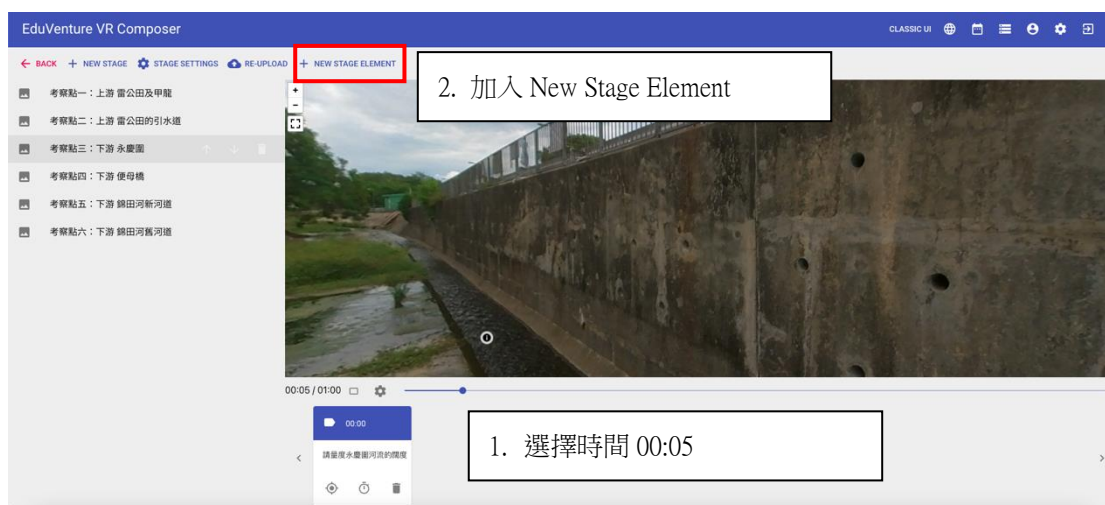 EduVenture VR Composer
CLASSIC UI
BACK + NEW STAGE STAGE SETTINGS RE-UPLOAD + NEW STAGE ELEMENT
2. 加入 New Stage Element
考察點一：上游 雷公田及甲龍
考察點二：上游 雷公田的引水道
考察點三：下游 永慶圍
考察點四：下游 便母橋
考察點五：下游 錦田河新河道
考察點六：下游 錦田河舊河道
00:05 / 01:00
00:00
1. 選擇時間 00:05
請量度永慶圍河流的闊度